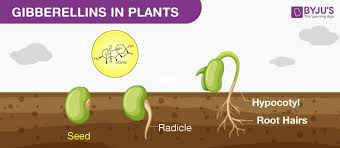 GIBBERELLINS IN PLANTS
BYJU'S
The Learning App
Hypocotyl
Root Hairs
Radicle
Seed